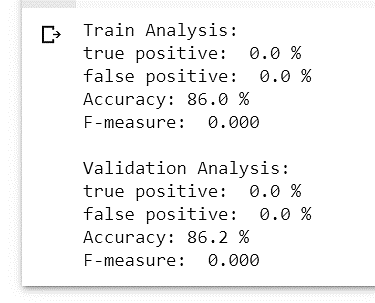 Train Analysis:
true positive:  0.0 %
false positive:  0.0 %
Accuracy: 86.0 %
F-measure:  0.000

Validation Analysis:
true positive:  0.0 %
false positive:  0.0 %
Accuracy: 86.2 %
F-measure:  0.000